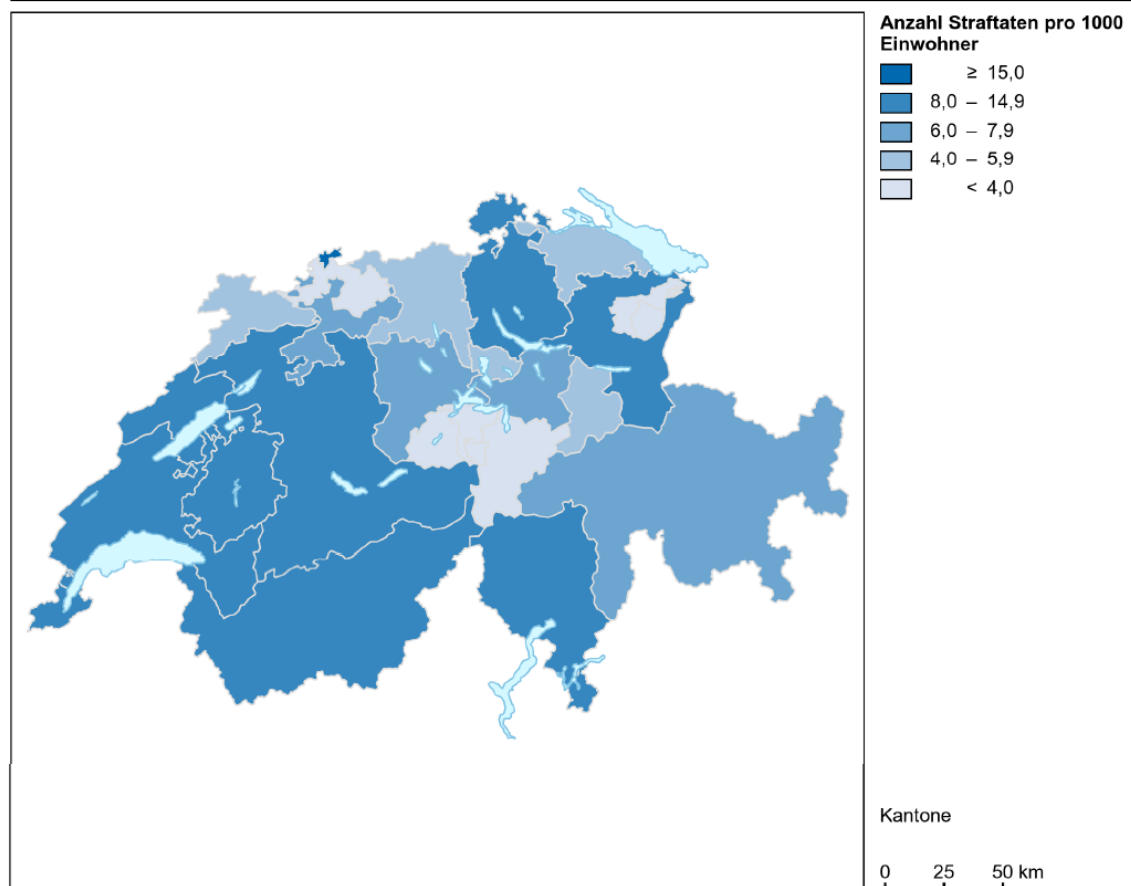 Anzahl Straftaten pro 1000
Einwohner
≥ 15,0
8,0 – 14,9
6,0 – 7,9
4,0 – 5,9
< 4,0
Kantone
0 25 50 km